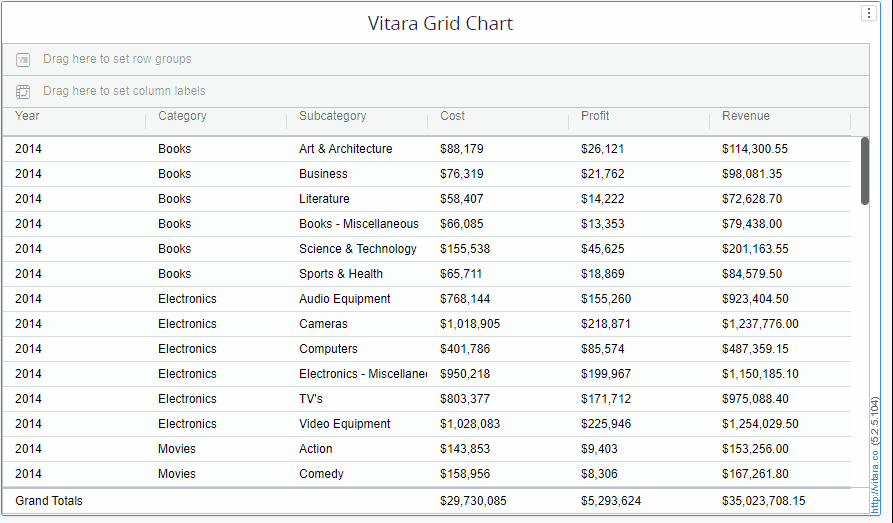 Vitara Grid Chart
Drag here to set row groups
Drag here to set column labels
Year Category Subcategory Cost Profit Revenue
2014 Books Art & Architecture $88,179 $26,121 $114,300.55
2014 Books Business $76,319 $21,762 $98,081.35
2014 Books Literature $58,407 $14,222 $72,628.70
2014 Books Books - Miscellaneous $66,085 $13,353 $79,438.00
2014 Books Science & Technology $155,538 $45,625 $201,163.55
2014 Books Sports & Health $65,711 $18,869 $84,579.50
2014 Electronics Audio Equipment $768,144 $155,260 $923,404.50
2014 Electronics Cameras $1,018,905 $218,871 $1,237,776.00
2014 Electronics Computers $401,786 $85,574 $487,359.15
2014 Electronics Electronics - Miscellane $950,218 $199,967 $1,150,185.10
2014 Electronics TV's $803,377 $171,712 $975,088.40
2014 Electronics Video Equipment $1,028,083 $225,946 $1,254,029.50
2014 Movies Action $143,853 $9,403 $153,256.00
2014 Movies Comedy $158,956 $8,306 $167,261.80
Grand Totals $29,730,085 $5,293,624 $35,023,708.15
http://vitara.co (5.2.5.104)